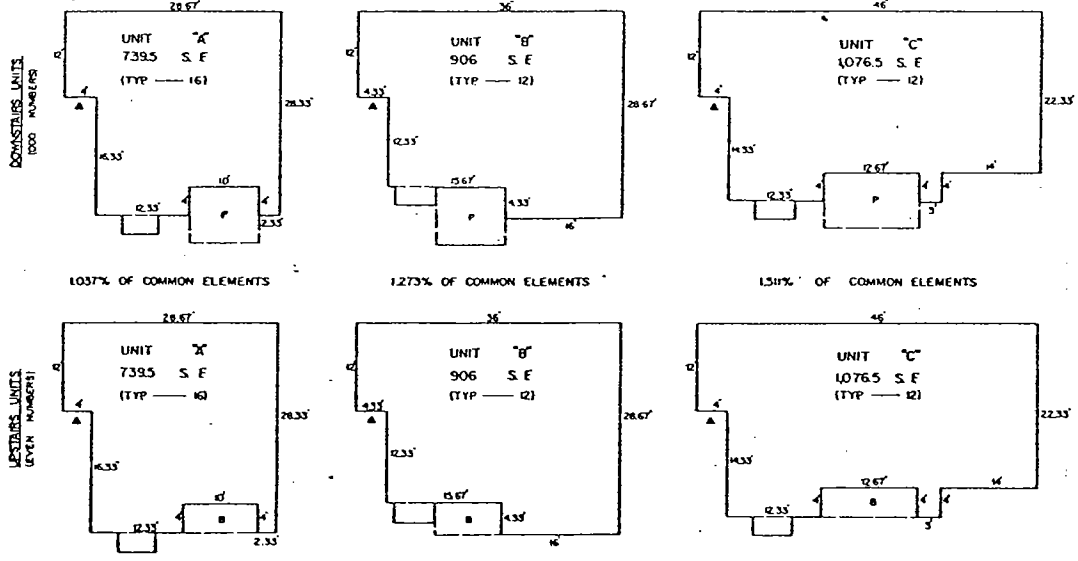 DOWNSTAIRS UNITS
(ODD NUMBERS)
28.67'
12'
UNIT "A"
739.5 S. F.
(TYP — 16)
4'
28.33'
16.33'
10'
4'
P
4'
12.33'
2.33'
1.037% OF COMMON ELEMENTS
36'
12'
UNIT "B"
906 S. F.
(TYP — 12)
4.33'
28.67'
12.33'
15.67'
4.33'
P
16'
1.273% OF COMMON ELEMENTS
46'
12'
UNIT "C"
1,076.5 S. F.
(TYP — 12)
4'
22.33'
14.33'
12.67'
14'
4'
P
4'
4'
12.33'
3'
1.511% OF COMMON ELEMENTS
UPSTAIRS UNITS
(EVEN NUMBERS)
28.67'
12'
UNIT "A"
739.5 S. F.
(TYP — 16)
4'
28.33'
16.33'
10'
4'
B
4'
12.33'
2.33'
36'
12'
UNIT "B"
906 S. F.
(TYP — 12)
4.33'
28.67'
12.33'
15.67'
4.33'
B
16'
46'
12'
UNIT "C"
1,076.5 S. F.
(TYP — 12)
4'
22.33'
14.33'
12.67'
14'
4'
B
4'
4'
12.33'
3'